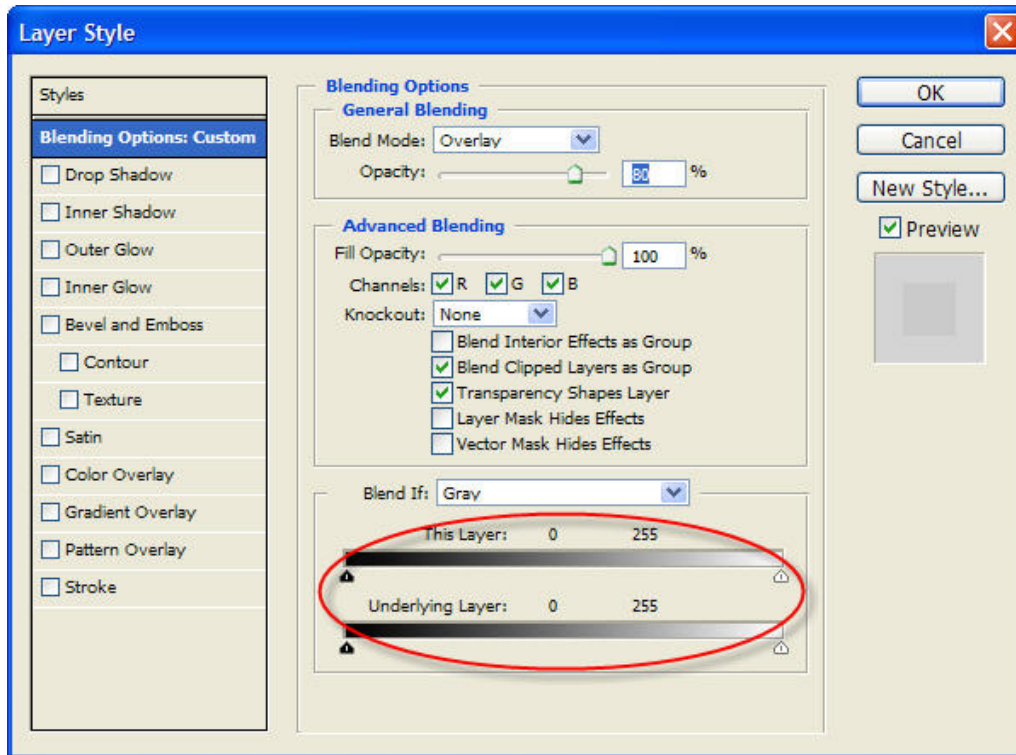 Layer Style
Styles
Blending Options: Custom
Drop Shadow
Inner Shadow
Outer Glow
Inner Glow
Bevel and Emboss
Contour
Texture
Satin
Color Overlay
Gradient Overlay
Pattern Overlay
Stroke
Blending Options
General Blending
Blend Mode: Overlay
Opacity: 80 %
Advanced Blending
Fill Opacity: 100 %
Channels: R G B
Knockout: None
Blend Interior Effects as Group
Blend Clipped Layers as Group
Transparency Shapes Layer
Layer Mask Hides Effects
Vector Mask Hides Effects
Blend If: Gray
This Layer: 0 255
Underlying Layer: 0 255
OK
Cancel
New Style...
Preview